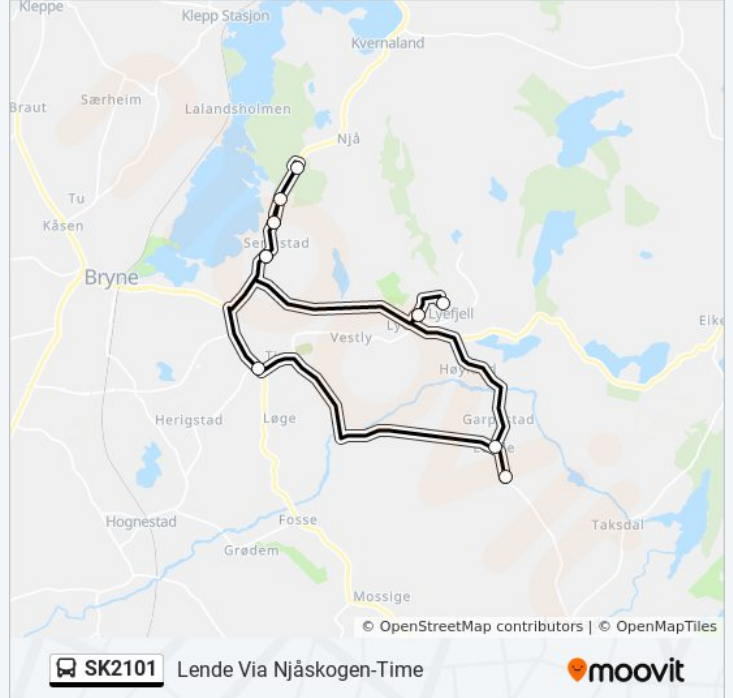 Kleppe
Klepp Stasjon
Kvernaland
Braut
Særheim
Lalandsholmen
Njå
Tu
Kåsen
Bryne
Lyefjell
Eike
Vestly
Herigstad
Løge
Hognestad
Fosse
Taksdal
Grødem
Mossige
© OpenStreetMap contributors | © OpenMapTiles
SK2101 Lende Via Njåskogen-Time
moovit